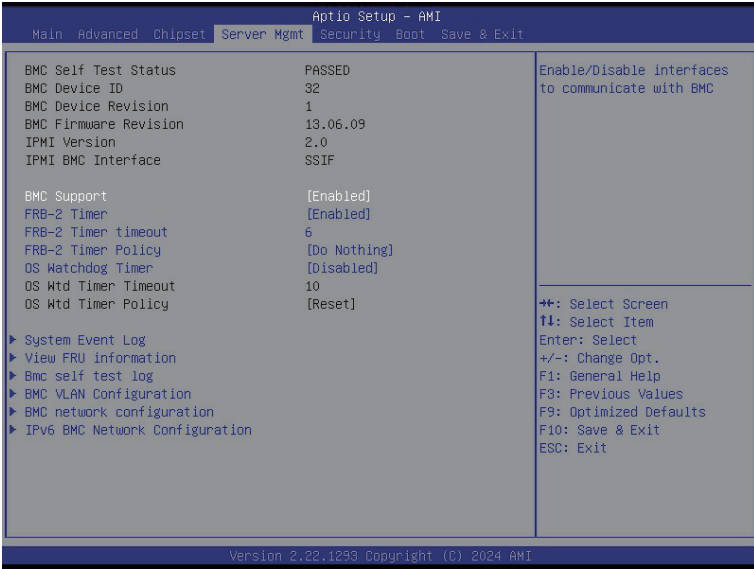 Aptio Setup – AMI
Main Advanced Chipset Server Mgmt Security Boot Save & Exit
BMC Self Test Status PASSED
BMC Device ID 32
BMC Device Revision 1
BMC Firmware Revision 13.06.09
IPMI Version 2.0
IPMI BMC Interface SSIF
BMC Support [Enabled]
FRB-2 Timer [Enabled]
FRB-2 Timer timeout 6
FRB-2 Timer Policy [Do Nothing]
OS Watchdog Timer [Disabled]
OS Wtd Timer Timeout 10
OS Wtd Timer Policy [Reset]
System Event Log
View FRU information
Bmc self test log
BMC VLAN Configuration
BMC network configuration
IPv6 BMC Network Configuration
Enable/Disable interfaces
to communicate with BMC
→←: Select Screen
↑↓: Select Item
Enter: Select
+/-: Change Opt.
F1: General Help
F3: Previous Values
F9: Optimized Defaults
F10: Save & Exit
ESC: Exit
Version 2.22.1293 Copyright (C) 2024 AMI